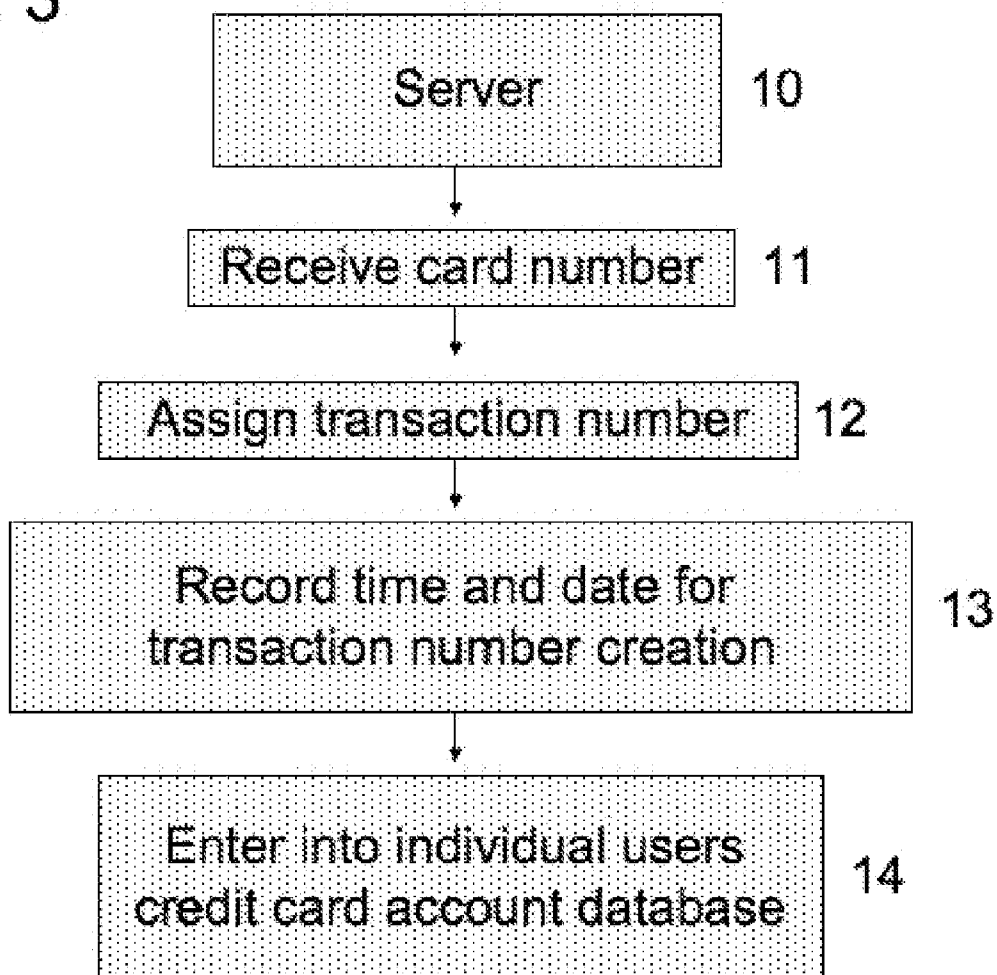 3
Server 10
Receive card number 11
Assign transaction number 12
Record time and date for
transaction number creation
13
Enter into individual users
credit card account database
14